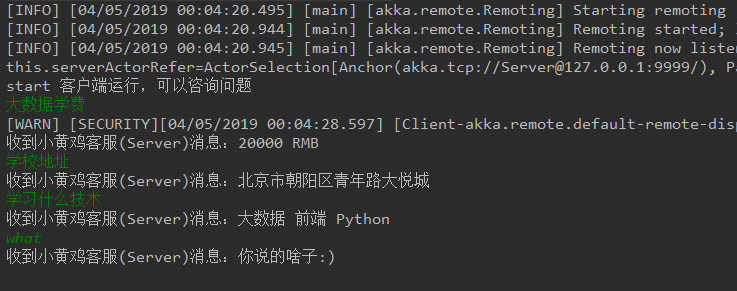 [INFO] [04/05/2019 00:04:20.495] [main] [akka.remote.Remoting] Starting remoting
[INFO] [04/05/2019 00:04:20.944] [main] [akka.remote.Remoting] Remoting started;
[INFO] [04/05/2019 00:04:20.945] [main] [akka.remote.Remoting] Remoting now listen
this.serverActorRefer=ActorSelection[Anchor(akka.tcp://Server@127.0.0.1:9999/), Pa
start 客户端运行，可以咨询问题
大数据学费
[WARN] [SECURITY][04/05/2019 00:04:28.597] [Client-akka.remote.default-remote-disp
收到小黄鸡客服(Server)消息：20000 RMB
学校地址
收到小黄鸡客服(Server)消息：北京市朝阳区青年路大悦城
学习什么技术
收到小黄鸡客服(Server)消息：大数据 前端 Python
what
收到小黄鸡客服(Server)消息：你说的啥子:)